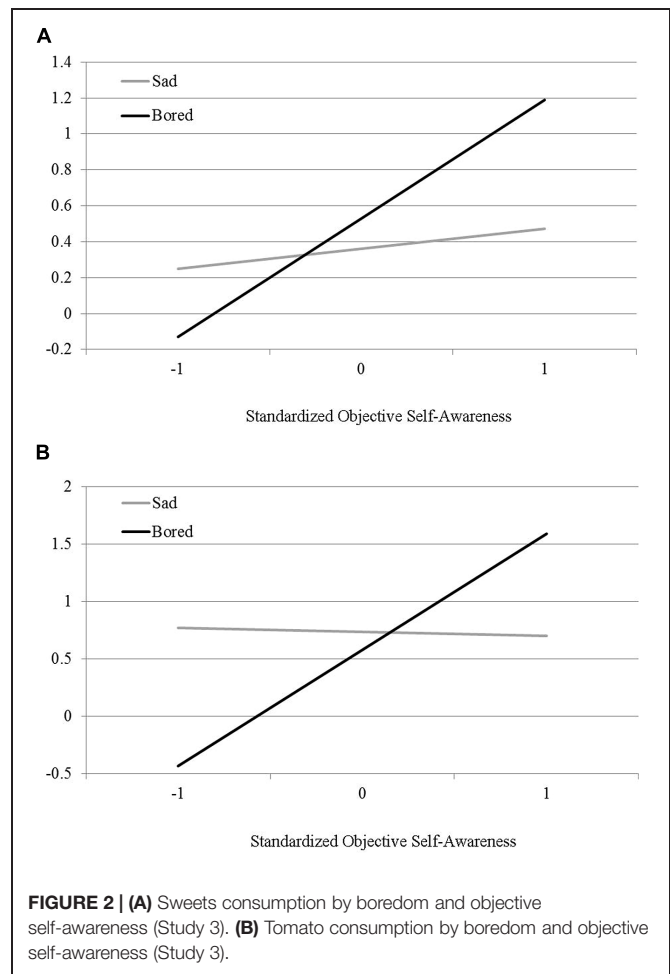 A
1.4
Sad
1.2
Bored
1
0.8
0.6
0.4
0.2
0
-0.2
-1 0 1
Standardized Objective Self-Awareness
B
2
Sad
Bored
1.5
1
0.5
0
-0.5
-1 0 1
Standardized Objective Self-Awareness
FIGURE 2 | (A) Sweets consumption by boredom and objective
self-awareness (Study 3). (B) Tomato consumption by boredom and objective
self-awareness (Study 3).